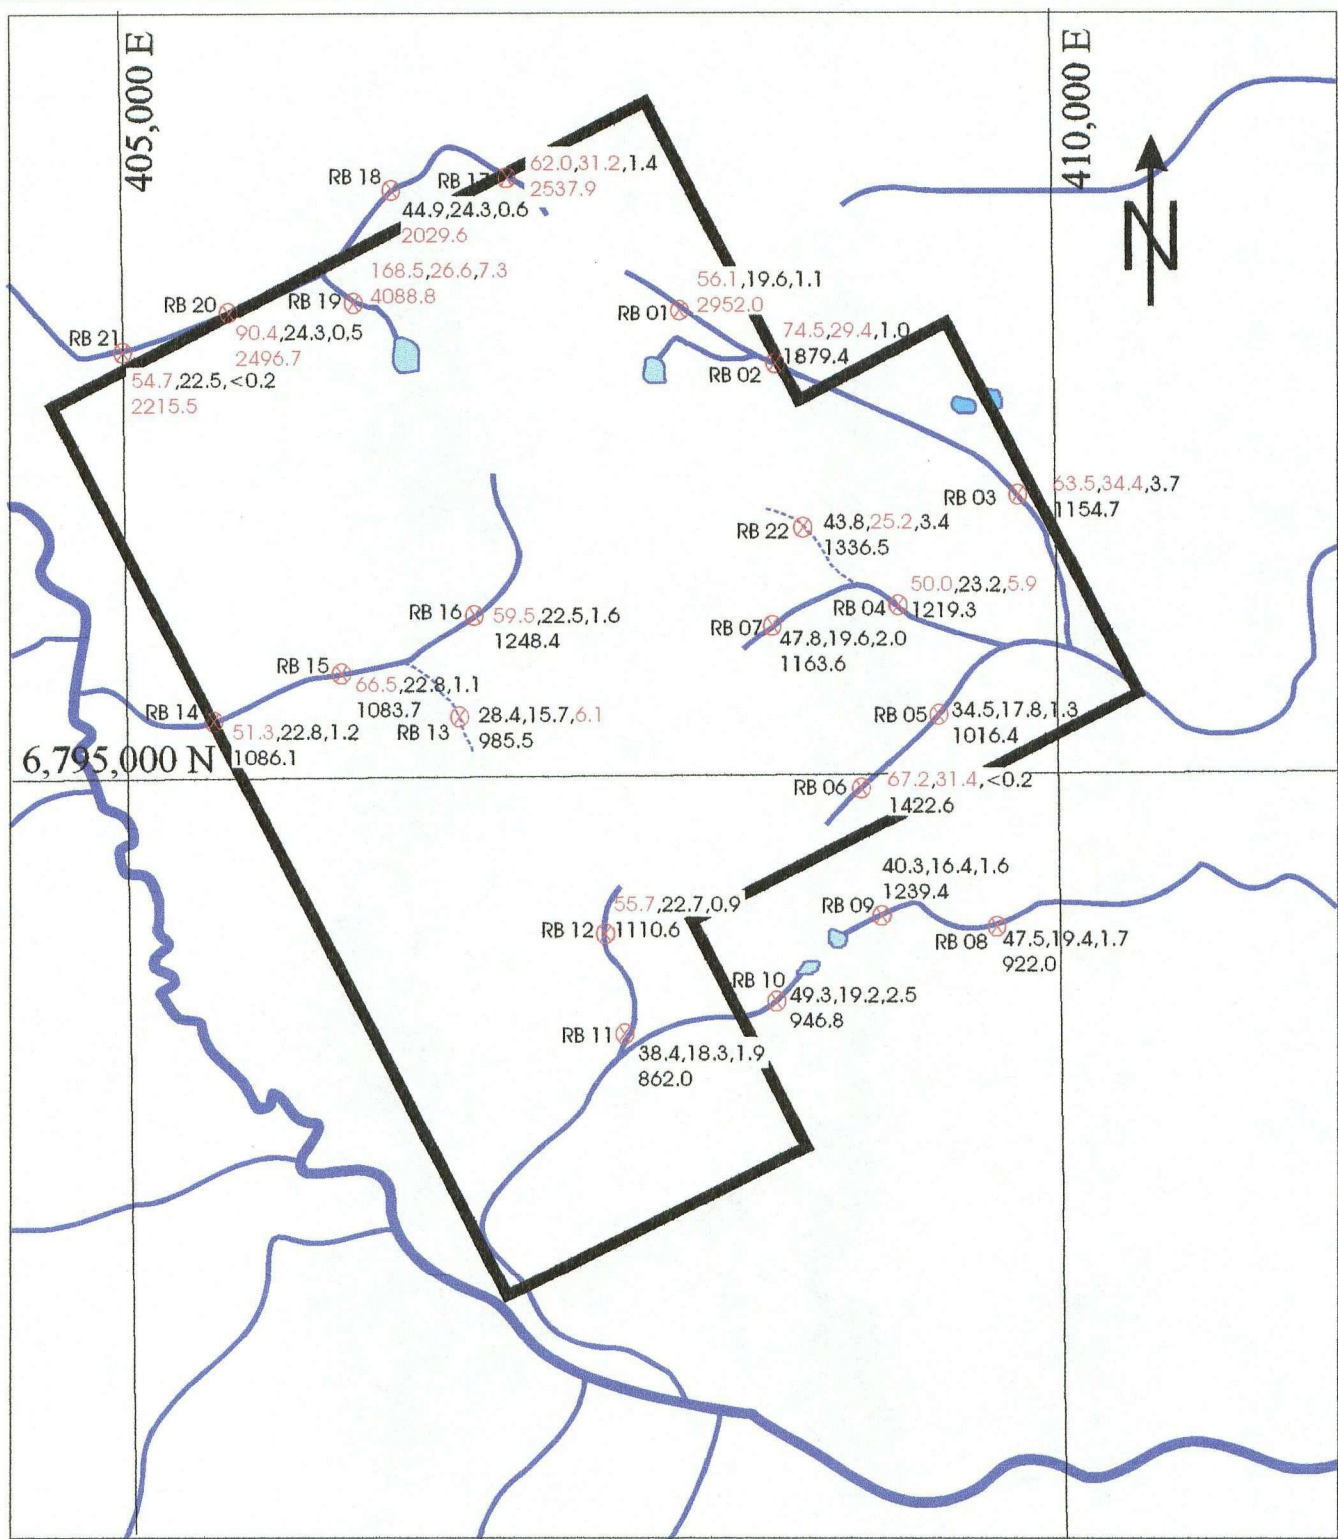 405,000 E
410,000 E
N
RB 17
62.0,31.2,1.4
2537.9
RB 18
44.9,24.3,0.6
2029.6
RB 19
168.5,26.6,7.3
4088.8
RB 20
90.4,24.3,0.5
2496.7
RB 21
54.7,22.5,<0.2
2215.5
RB 01
56.1,19.6,1.1
2952.0
RB 02
74.5,29.4,1.0
1879.4
RB 03
63.5,34.4,3.7
1154.7
RB 22
43.8,25.2,3.4
1336.5
RB 04
50.0,23.2,5.9
1219.3
RB 07
47.8,19.6,2.0
1163.6
RB 16
59.5,22.5,1.6
1248.4
RB 15
66.5,22.8,1.1
1083.7
RB 13
28.4,15.7,6.1
985.5
RB 14
51.3,22.8,1.2
1086.1
RB 05
34.5,17.8,1.3
1016.4
6,795,000 N
RB 06
67.2,31.4,<0.2
1422.6
RB 09
40.3,16.4,1.6
1239.4
RB 08
47.5,19.4,1.7
922.0
RB 12
55.7,22.7,0.9
1110.6
RB 10
49.3,19.2,2.5
946.8
RB 11
38.4,18.3,1.9
862.0